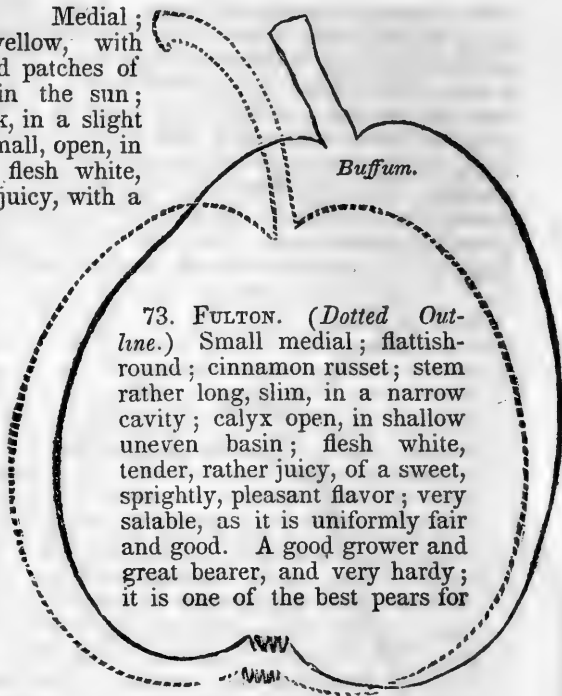 Medial ;
yellow, with
d patches of
in the sun ;
x, in a slight
mall, open, in
flesh white,
juicy, with a
Buffum.
73. FULTON. (Dotted Out-
line.) Small medial ; flattish-
round ; cinnamon russet ; stem
rather long, slim, in a narrow
cavity ; calyx open, in shallow
uneven basin ; flesh white,
tender, rather juicy, of a sweet,
sprightly, pleasant flavor ; very
salable, as it is uniformly fair
and good. A good grower and
great bearer, and very hardy ;
it is one of the best pears for